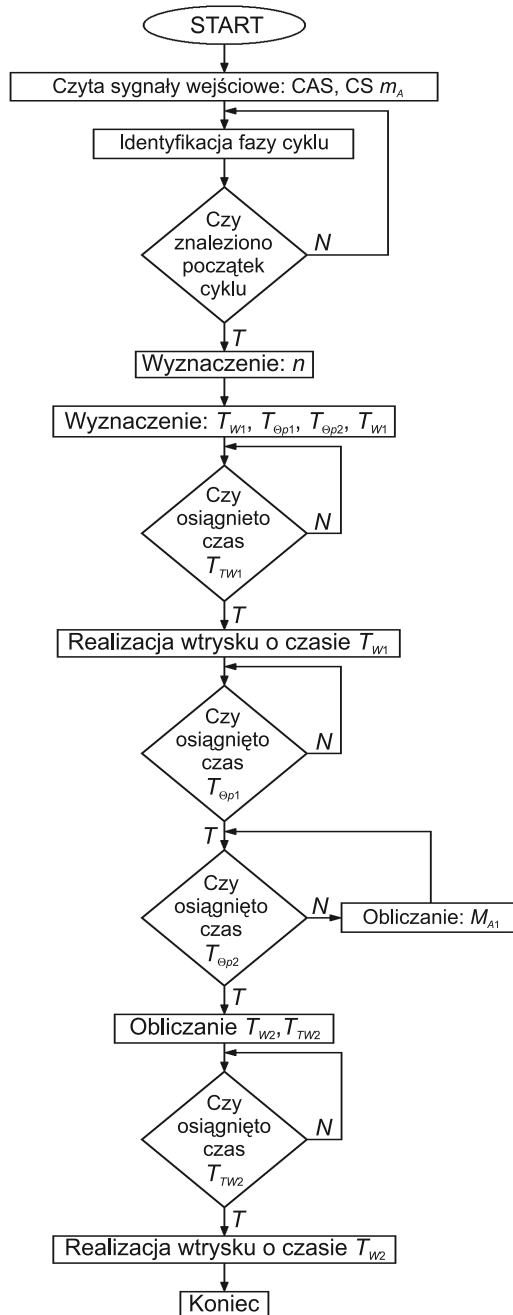 START
Czyta sygnały wejściowe: CAS, CS m_A
Identyfikacja fazy cyklu
Czy
znaleziono
początek
cyklu
N
T
Wyznaczenie: n
Wyznaczenie: T_W1, T_Θp1, T_Θp2, T_W1
Czy
osiągnieto
czas
T_TW1
N
T
Realizacja wtrysku o czasie T_W1
Czy
osiągnięto
czas
T_Θp1
N
T
Czy
osiągnięto
czas
T_Θp2
N
Obliczanie: M_A1
T
Obliczanie T_W2, T_TW2
Czy
osiągnięto
czas
T_TW2
N
T
Realizacja wtrysku o czasie T_W2
Koniec